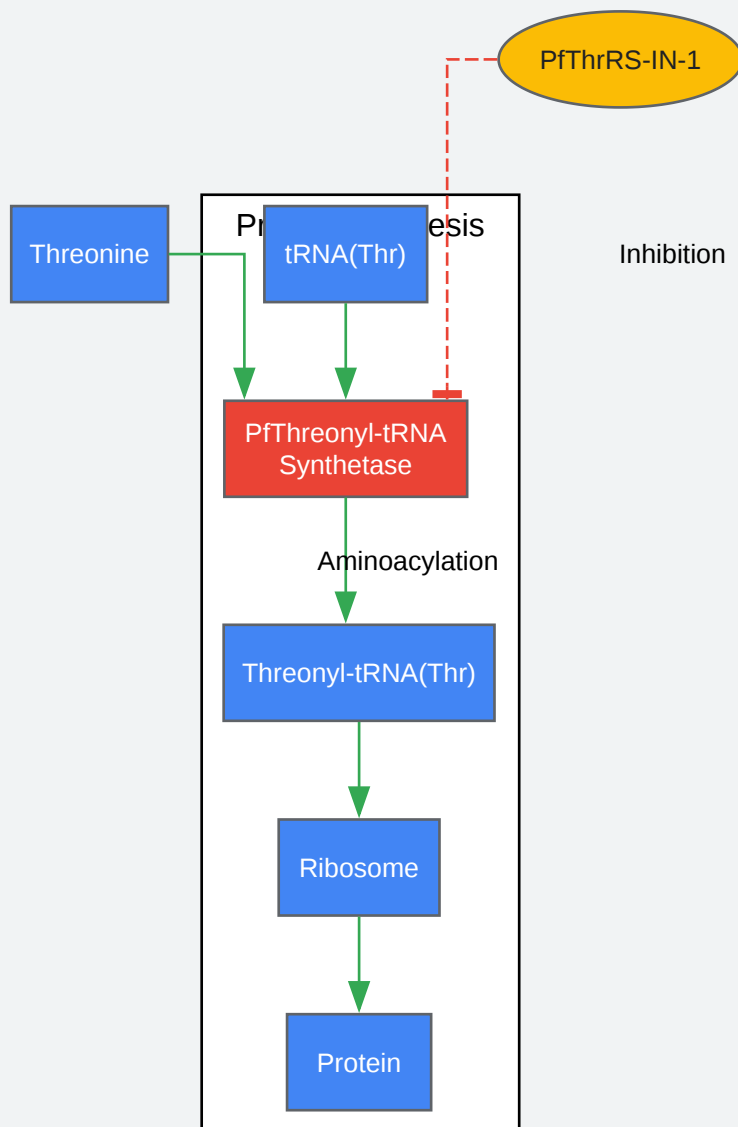 PfThrRS-IN-1
Threonine
tRNA(Thr)
Inhibition
PfThreonyl-tRNA
Synthetase
Aminoacylation
Threonyl-tRNA(Thr)
Ribosome
Protein